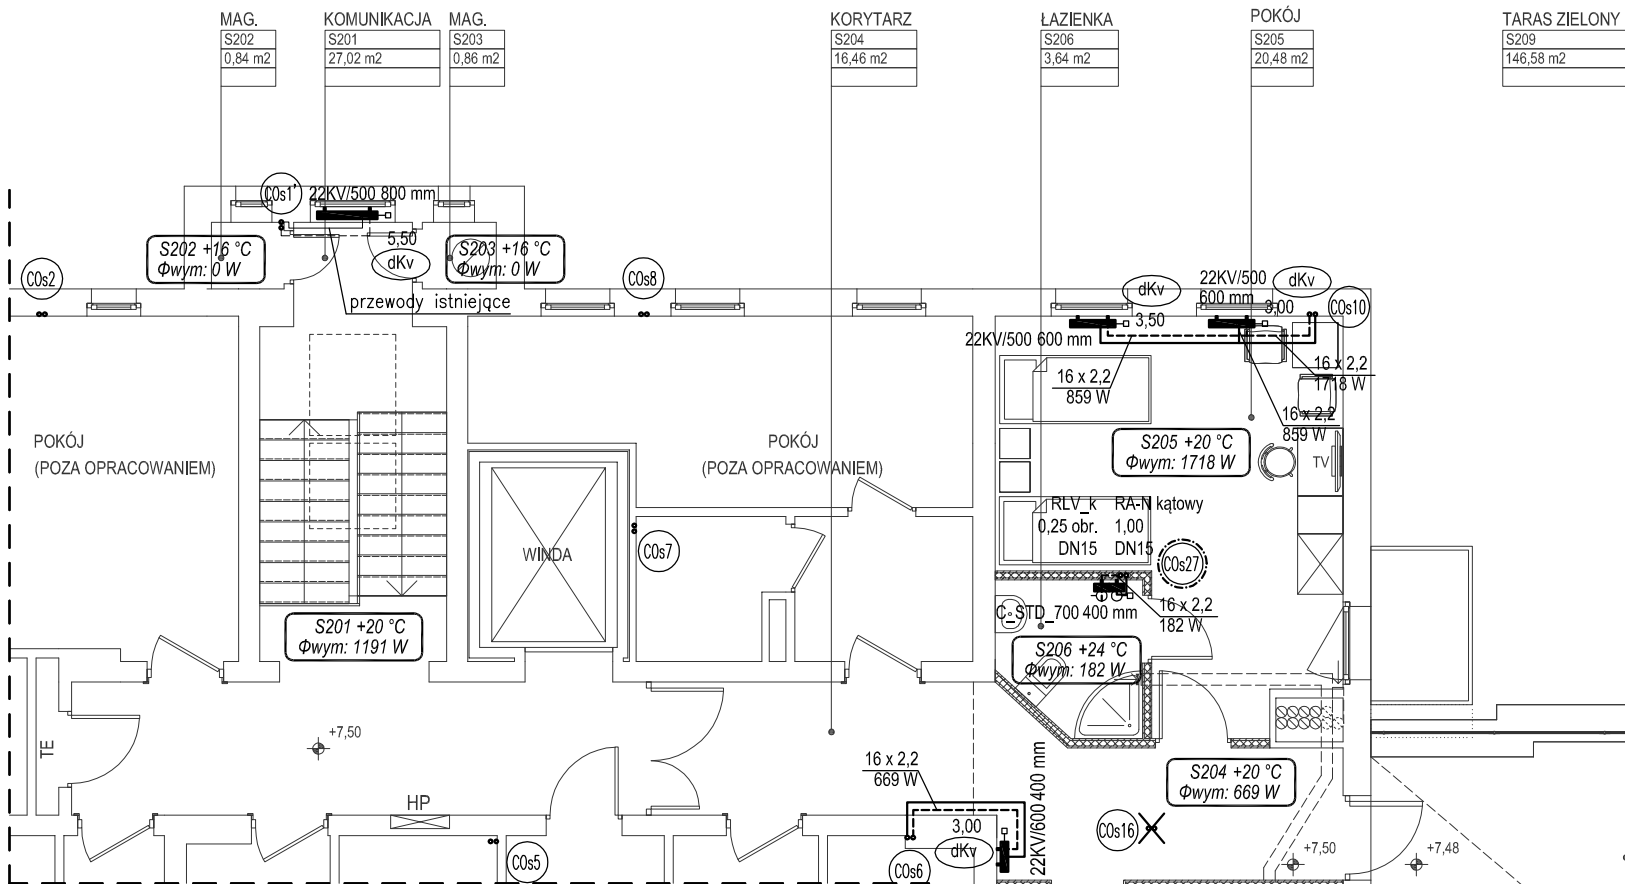 MAG.
S202
0,84 m2
KOMUNIKACJA
S201
27,02 m2
MAG.
S203
0,86 m2
KORYTARZ
S204
16,46 m2
ŁAZIENKA
S206
3,64 m2
POKÓJ
S205
20,48 m2
TARAS ZIELONY
S209
146,58 m2
COs1'
22KV/500 800 mm
S202 +16 °C
Φwym: 0 W
5,50
dKv
S203 +16 °C
Φwym: 0 W
przewody istniejące
COs2
COs8
dKv
3,50
22KV/500
600 mm
dKv
3,00
COs10
22KV/500 600 mm
16 x 2,2
859 W
16 x 2,2
1718 W
16 x 2,2
859 W
POKÓJ
(POZA OPRACOWANIEM)
POKÓJ
(POZA OPRACOWANIEM)
S205 +20 °C
Φwym: 1718 W
TV
RLV_k
0,25 obr.
DN15
RA-N kątowy
1,00
DN15
WINDA
COs7
COs27
C_STD_700 400 mm
16 x 2,2
182 W
S201 +20 °C
Φwym: 1191 W
S206 +24 °C
Φwym: 182 W
TE
+7,50
16 x 2,2
669 W
22KV/600 400 mm
S204 +20 °C
Φwym: 669 W
HP
3,00
dKv
COs16
COs5
COs6
+7,50
+7,48